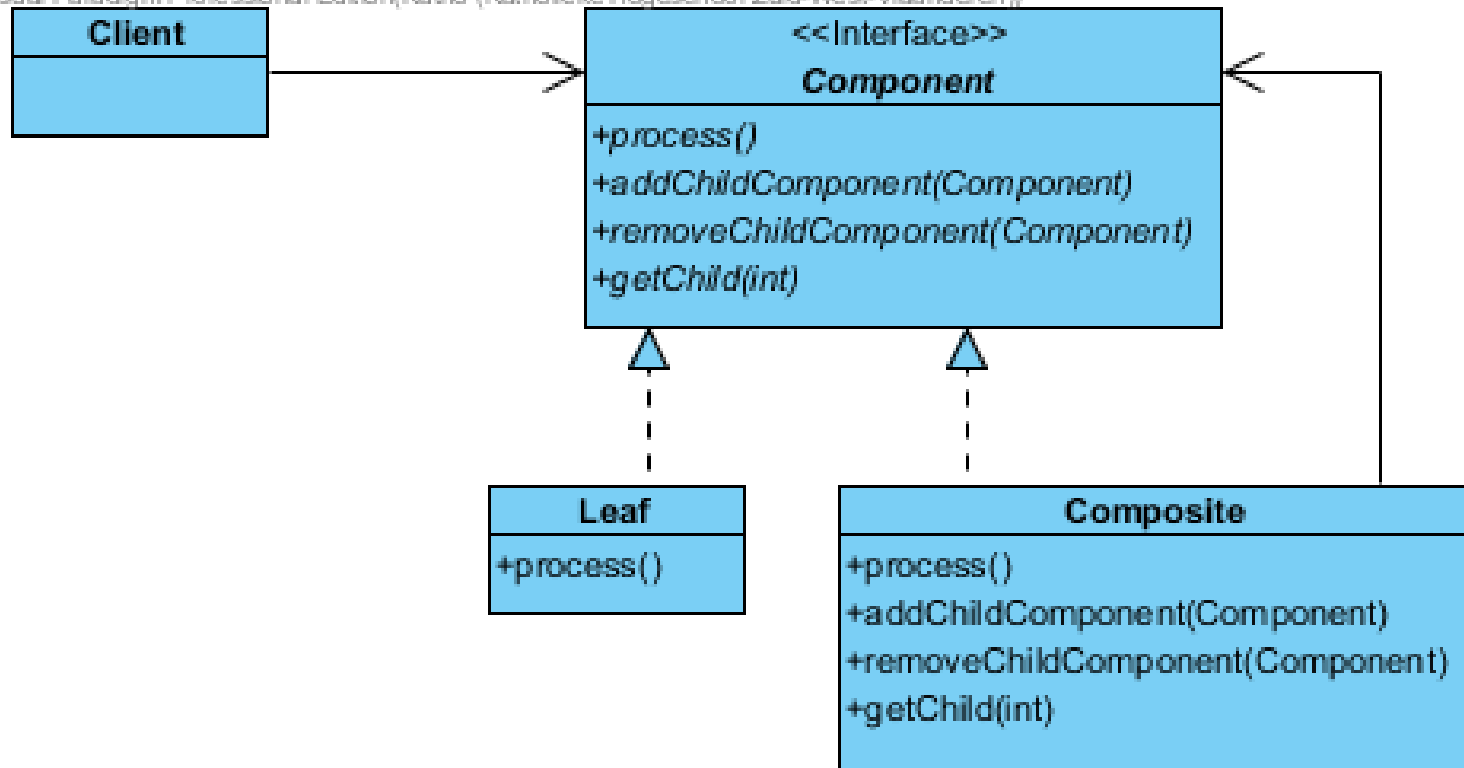 Client
<<Interface>>
Component
+process()
+addChildComponent(Component)
+removeChildComponent(Component)
+getChild(int)
Leaf
+process()
Composite
+process()
+addChildComponent(Component)
+removeChildComponent(Component)
+getChild(int)